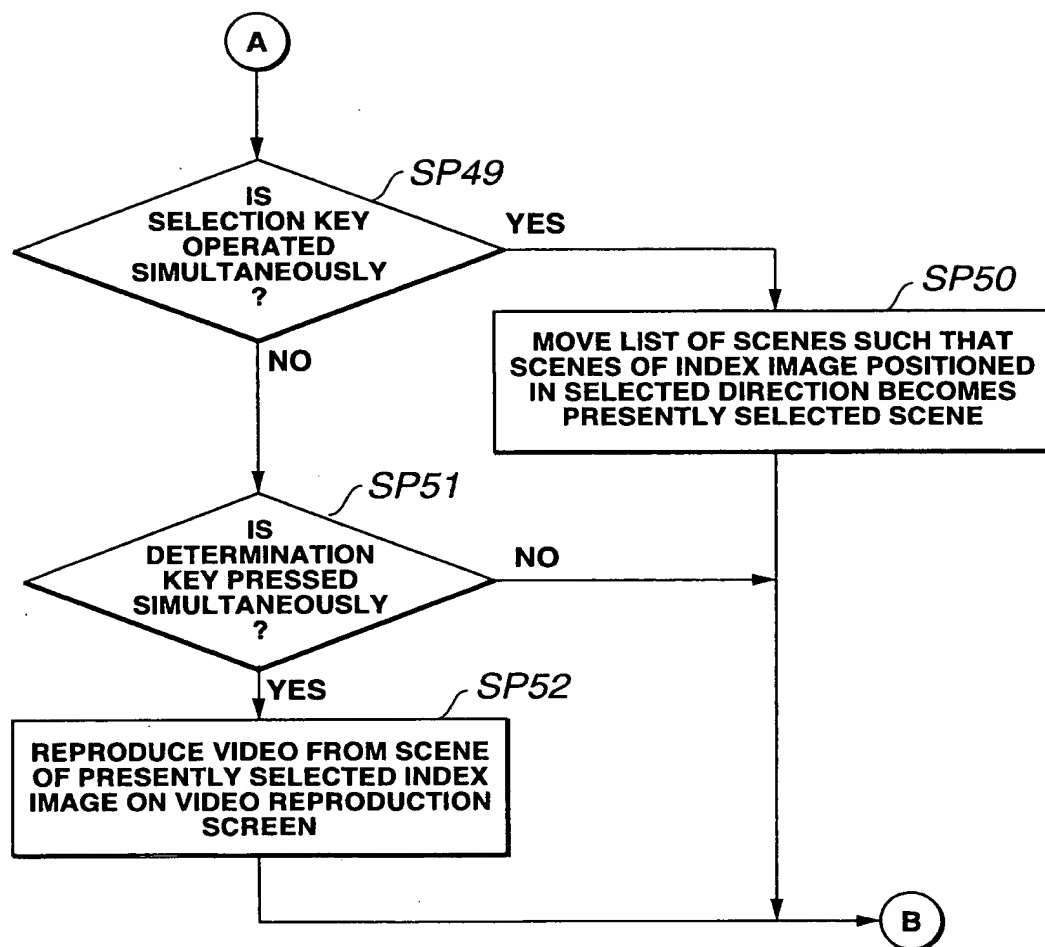 A
SP49
IS
SELECTION KEY
OPERATED
SIMULTANEOUSLY
?
YES
NO
SP50
MOVE LIST OF SCENES SUCH THAT
SCENES OF INDEX IMAGE POSITIONED
IN SELECTED DIRECTION BECOMES
PRESENTLY SELECTED SCENE
SP51
IS
DETERMINATION
KEY PRESSED
SIMULTANEOUSLY
?
NO
YES
SP52
REPRODUCE VIDEO FROM SCENE
OF PRESENTLY SELECTED INDEX
IMAGE ON VIDEO REPRODUCTION
SCREEN
B